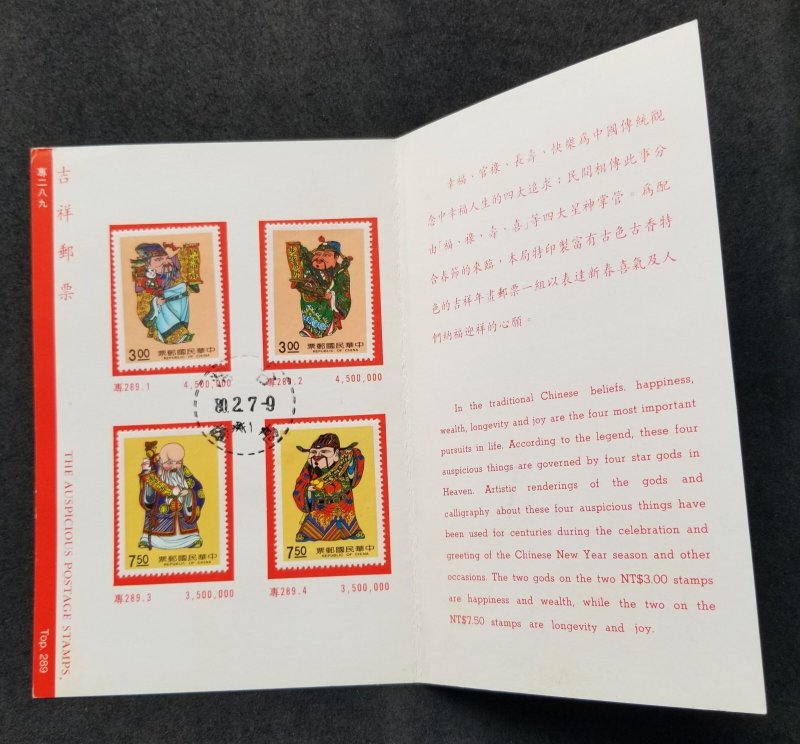 專二八九
吉祥郵票
THE AUSPICIOUS POSTAGE STAMPS.
Top. 289
3.00
票郵國民華中
REPUBLIC OF CHINA
3.00
票郵國民華中
REPUBLIC OF CHINA
專289.1 4,500,000
專289.2 4,500,000
80.2.7-9
7.50
票郵國民華中
REPUBLIC OF CHINA
7.50
票郵國民華中
REPUBLIC OF CHINA
專289.3 3,500,000
專289.4 3,500,000
幸福、官祿、長壽、快樂為中國傳統觀
念中幸福人生的四大追求；民間相傳此事分
由「福、祿、壽、喜」等四大星神掌管。為配
合春節的來臨，本局特印製富有古色古香特
色的吉祥年畫郵票一組以表達新春喜氣及人
們納福迎祥的心願。
In the traditional Chinese beliefs, happiness,
wealth, longevity and joy are the four most important
pursuits in life. According to the legend, these four
auspicious things are governed by four star gods in
Heaven. Artistic renderings of the gods and
calligraphy about these four auspicious things have
been used for centuries during the celebration and
greeting of the Chinese New Year season and other
occasions. The two gods on the two NT$3.00 stamps
are happiness and wealth, while the two on the
NT$7.50 stamps are longevity and joy.